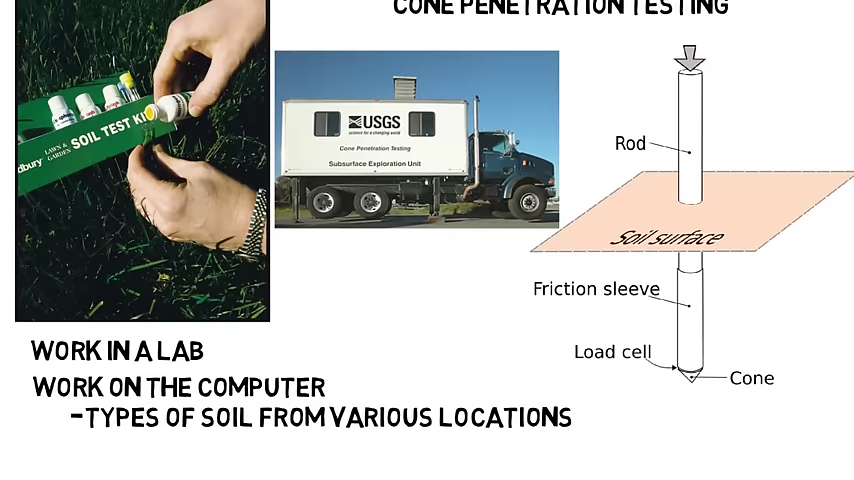 CONE PENETRATION TESTING
LAWN &
GARDEN
SOIL TEST KIT
USGS
science for a changing world
Cone Penetration Testing
Subsurface Exploration Unit
Rod
Soil surface
Friction sleeve
Load cell
Cone
WORK IN A LAB
WORK ON THE COMPUTER
-TYPES OF SOIL FROM VARIOUS LOCATIONS